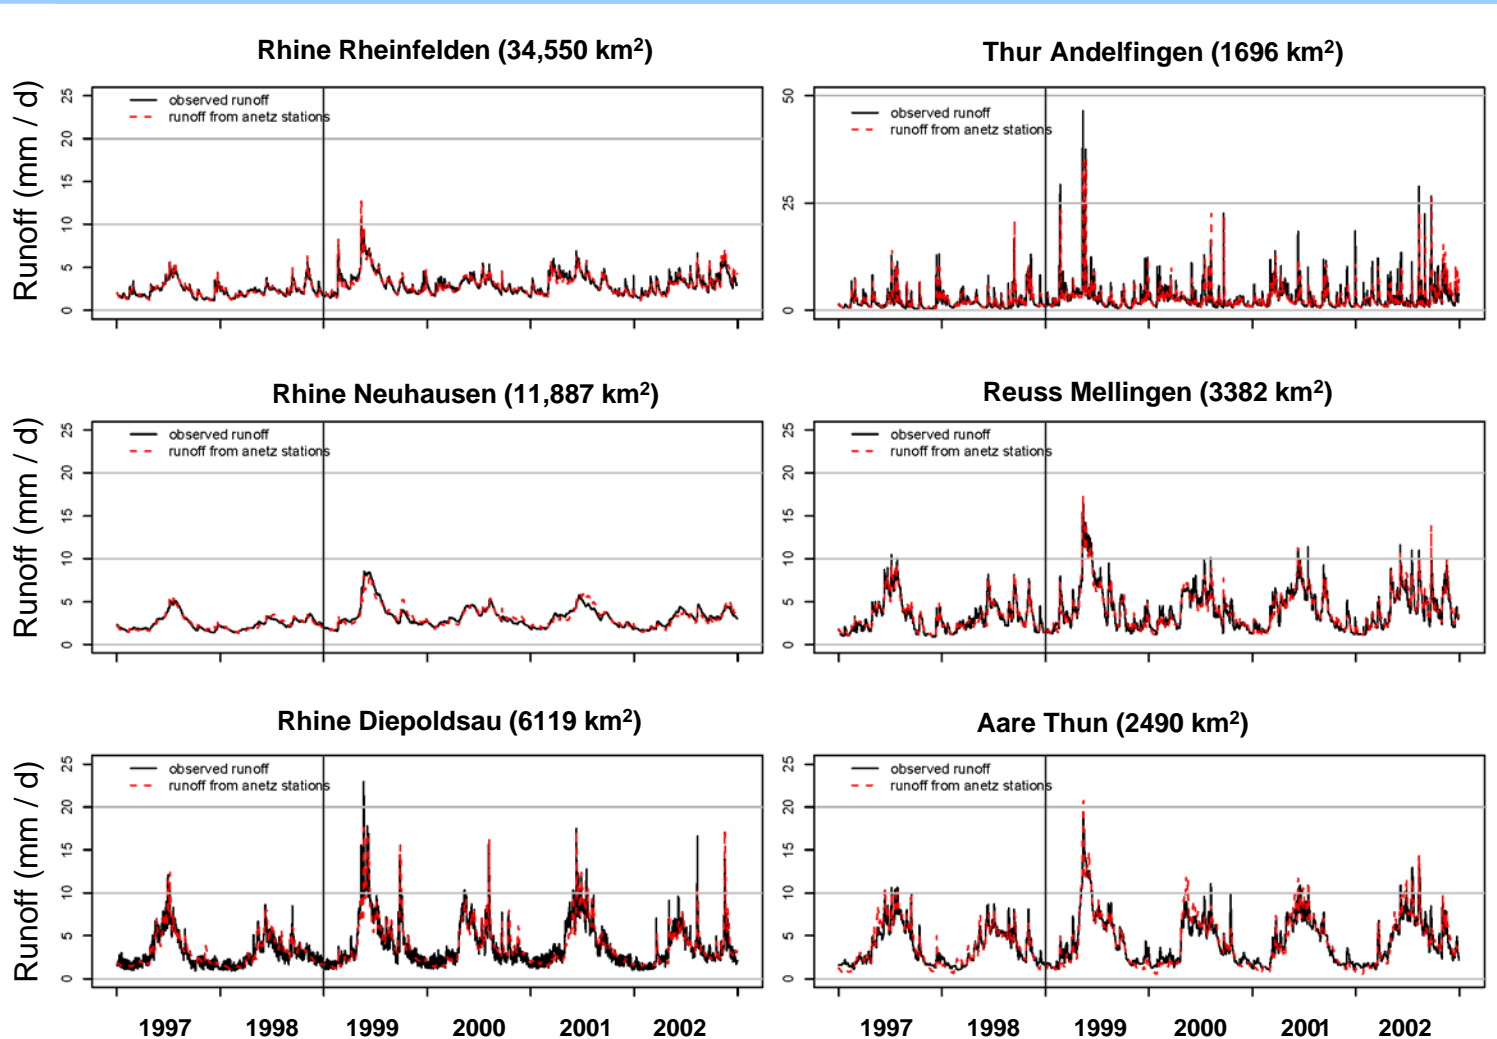 Rhine Rheinfelden (34,550 km²)
Runoff (mm / d)
25
20
15
10
5
0
observed runoff
runoff from anetz stations
Thur Andelfingen (1696 km²)
50
25
0
observed runoff
runoff from anetz stations
Rhine Neuhausen (11,887 km²)
Runoff (mm / d)
25
20
15
10
5
0
observed runoff
runoff from anetz stations
Reuss Mellingen (3382 km²)
25
20
15
10
5
0
observed runoff
runoff from anetz stations
Rhine Diepoldsau (6119 km²)
Runoff (mm / d)
25
20
15
10
5
0
observed runoff
runoff from anetz stations
1997 1998 1999 2000 2001 2002
Aare Thun (2490 km²)
25
20
15
10
5
0
observed runoff
runoff from anetz stations
1997 1998 1999 2000 2001 2002